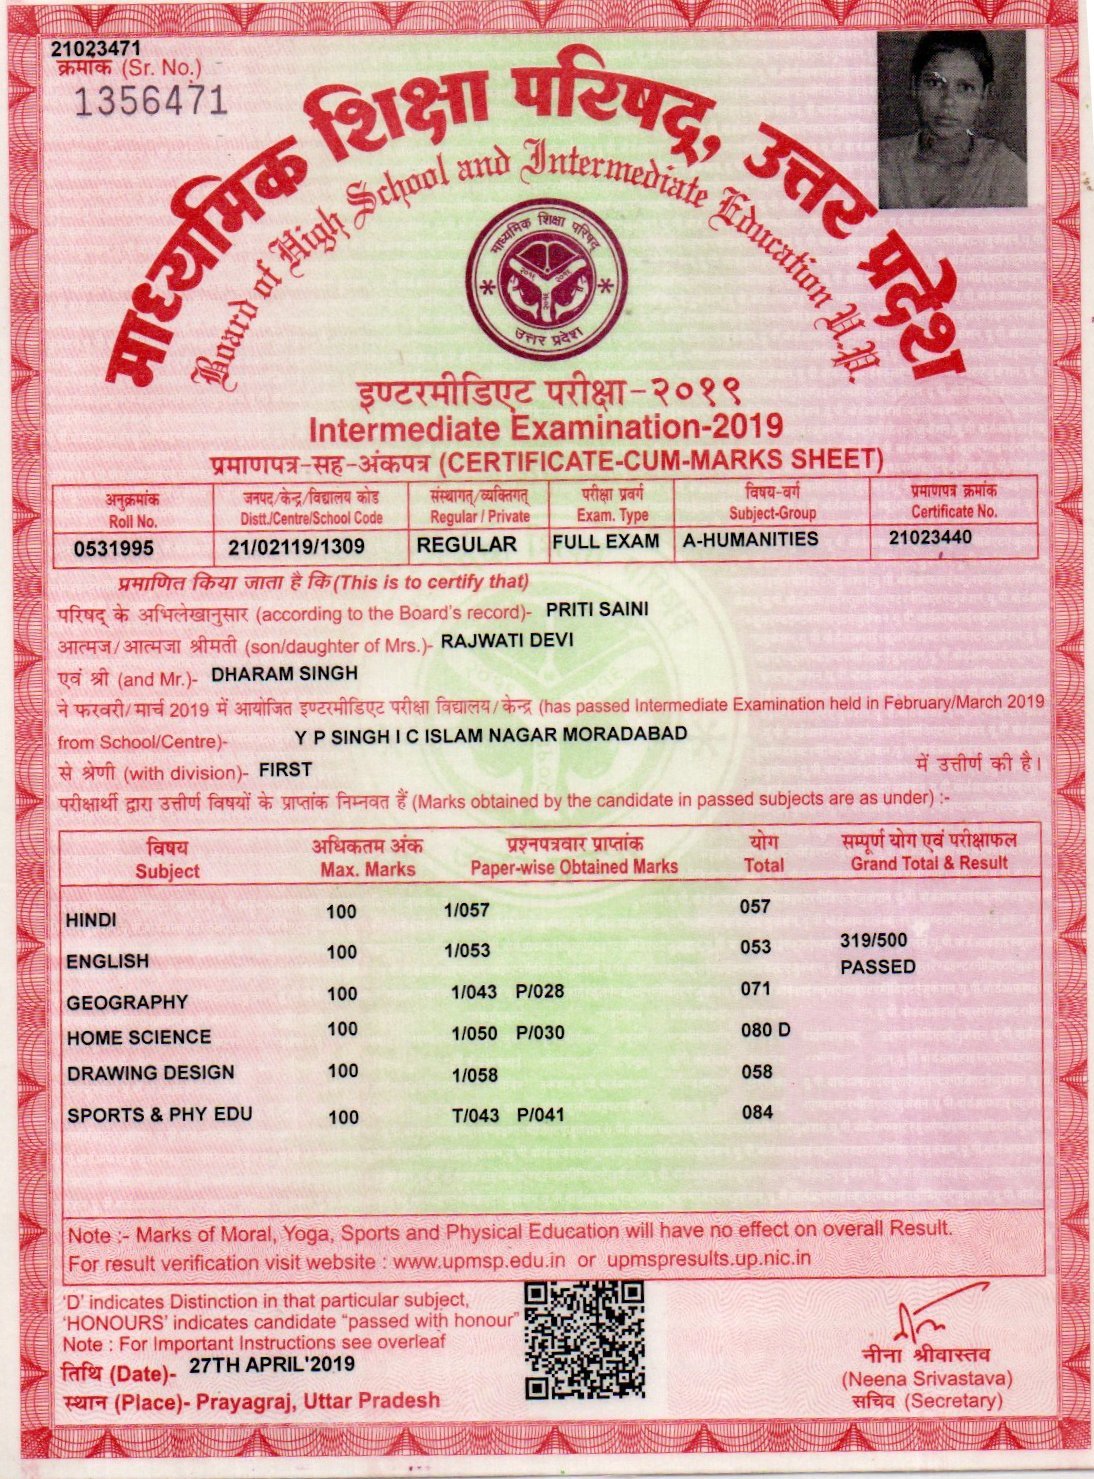 21023471
क्रमांक (Sr. No.)
1356471
माध्यमिक शिक्षा परिषद्, उत्तर प्रदेश
Board of High School and Intermediate Education U.P.
माध्यमिक शिक्षा परिषद्
उत्तर प्रदेश
इण्टरमीडिएट परीक्षा-२०१९
Intermediate Examination-2019
प्रमाणपत्र-सह-अंकपत्र (CERTIFICATE-CUM-MARKS SHEET)
अनुक्रमांक जनपद/केन्द्र/विद्यालय कोड संस्थागत्/व्यक्तिगत् परीक्षा प्रवर्ग विषय-वर्ग प्रमाणपत्र क्रमांक
Roll No. Distt./Centre/School Code Regular / Private Exam. Type Subject-Group Certificate No.
0531995 21/02119/1309 REGULAR FULL EXAM A-HUMANITIES 21023440
प्रमाणित किया जाता है कि (This is to certify that)
परिषद् के अभिलेखानुसार (according to the Board's record)- PRITI SAINI
आत्मज/आत्मजा श्रीमती (son/daughter of Mrs.)- RAJWATI DEVI
एवं श्री (and Mr.)- DHARAM SINGH
ने फरवरी/मार्च 2019 में आयोजित इण्टरमीडिएट परीक्षा विद्यालय/केन्द्र (has passed Intermediate Examination held in February/March 2019
from School/Centre)- Y P SINGH I C ISLAM NAGAR MORADABAD
से श्रेणी (with division)- FIRST में उत्तीर्ण की है।
परीक्षार्थी द्वारा उत्तीर्ण विषयों के प्राप्तांक निम्नवत हैं (Marks obtained by the candidate in passed subjects are as under) :-
विषय अधिकतम अंक प्रश्नपत्रवार प्राप्तांक योग सम्पूर्ण योग एवं परीक्षाफल
Subject Max. Marks Paper-wise Obtained Marks Total Grand Total & Result
HINDI 100 1/057 057
ENGLISH 100 1/053 053 319/500
PASSED
GEOGRAPHY 100 1/043 P/028 071
HOME SCIENCE 100 1/050 P/030 080 D
DRAWING DESIGN 100 1/058 058
SPORTS & PHY EDU 100 T/043 P/041 084
Note :- Marks of Moral, Yoga, Sports and Physical Education will have no effect on overall Result.
For result verification visit website : www.upmsp.edu.in or upmspresults.up.nic.in
'D' indicates Distinction in that particular subject,
'HONOURS' indicates candidate "passed with honour"
Note : For Important Instructions see overleaf
तिथि (Date)- 27TH APRIL'2019
स्थान (Place)- Prayagraj, Uttar Pradesh
नीना श्रीवास्तव
(Neena Srivastava)
सचिव (Secretary)